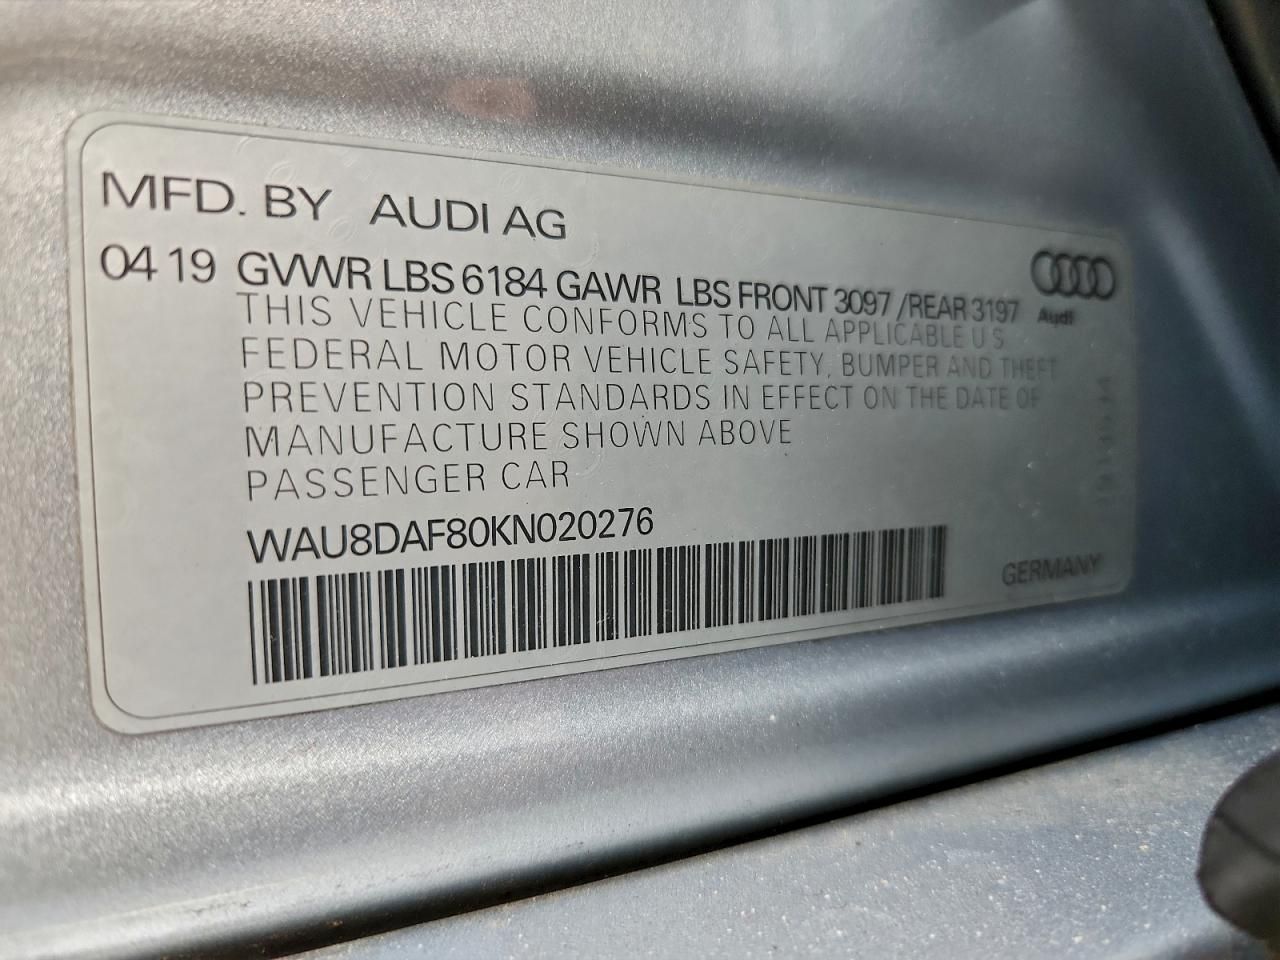 MFD. BY AUDI AG
04 19 GVWR LBS 6184 GAWR LBS FRONT 3097 /REAR 3197
Audi
THIS VEHICLE CONFORMS TO ALL APPLICABLE U S
FEDERAL MOTOR VEHICLE SAFETY, BUMPER AND THEFT
PREVENTION STANDARDS IN EFFECT ON THE DATE OF
MANUFACTURE SHOWN ABOVE
PASSENGER CAR
WAU8DAF80KN020276
GERMANY